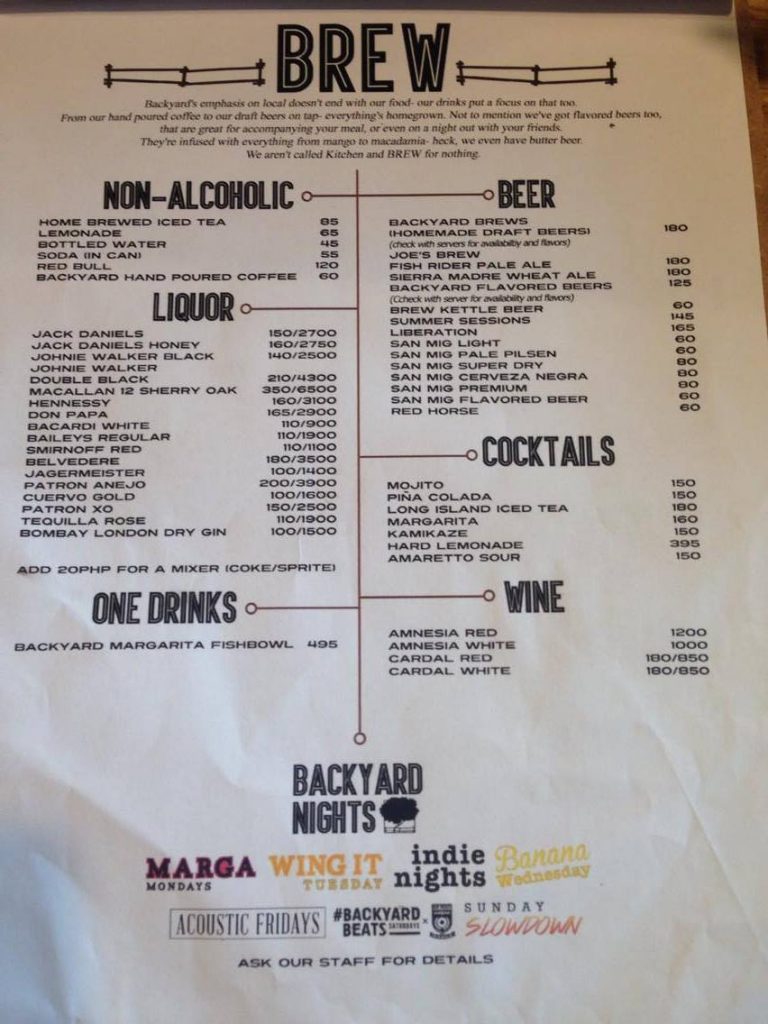 BREW
Backyard's emphasis on local doesn't end with our food- our drinks put a focus on that too.
From our hand poured coffee to our draft beers on tap- everything's homegrown. Not to mention we've got flavored beers too,
that are great for accompanying your meal, or even on a night out with your friends.
They're infused with everything from mango to macadamia- heck, we even have butter beer.
We aren't called Kitchen and BREW for nothing.
NON-ALCOHOLIC
HOME BREWED ICED TEA 85
LEMONADE 65
BOTTLED WATER 45
SODA (IN CAN) 55
RED BULL 120
BACKYARD HAND POURED COFFEE 60
LIQUOR
JACK DANIELS 150/2700
JACK DANIELS HONEY 160/2750
JOHNIE WALKER BLACK 140/2500
JOHNIE WALKER
DOUBLE BLACK 210/4300
MACALLAN 12 SHERRY OAK 350/6500
HENNESSY 160/3100
DON PAPA 165/2900
BACARDI WHITE 110/900
BAILEYS REGULAR 110/1900
SMIRNOFF RED 110/1100
BELVEDERE 180/3500
JAGERMEISTER 100/1400
PATRON ANEJO 200/3900
CUERVO GOLD 100/1600
PATRON XO 150/2500
TEQUILLA ROSE 110/1900
BOMBAY LONDON DRY GIN 100/1500
ADD 20PHP FOR A MIXER (COKE/SPRITE)
ONE DRINKS
BACKYARD MARGARITA FISHBOWL 495
BEER
BACKYARD BREWS
(HOMEMADE DRAFT BEERS) 180
(check with servers for availability and flavors)
JOE'S BREW
FISH RIDER PALE ALE 180
SIERRA MADRE WHEAT ALE 180
BACKYARD FLAVORED BEERS 125
(Ccheck with server for availability and flavors)
BREW KETTLE BEER 60
SUMMER SESSIONS 145
LIBERATION 165
SAN MIG LIGHT 60
SAN MIG PALE PILSEN 60
SAN MIG SUPER DRY 80
SAN MIG CERVEZA NEGRA 80
SAN MIG PREMIUM 80
SAN MIG FLAVORED BEER 60
RED HORSE 60
COCKTAILS
MOJITO 150
PIÑA COLADA 150
LONG ISLAND ICED TEA 180
MARGARITA 160
KAMIKAZE 150
HARD LEMONADE 395
AMARETTO SOUR 150
WINE
AMNESIA RED 1200
AMNESIA WHITE 1000
CARDAL RED 180/850
CARDAL WHITE 180/850
BACKYARD
NIGHTS
MARGA
MONDAYS
WING IT
TUESDAY
indie
nights
Banana
Wednesday
ACOUSTIC FRIDAYS
#BACKYARD
BEATS SATURDAYS x
SUNDAY
SLOWDOWN
ASK OUR STAFF FOR DETAILS